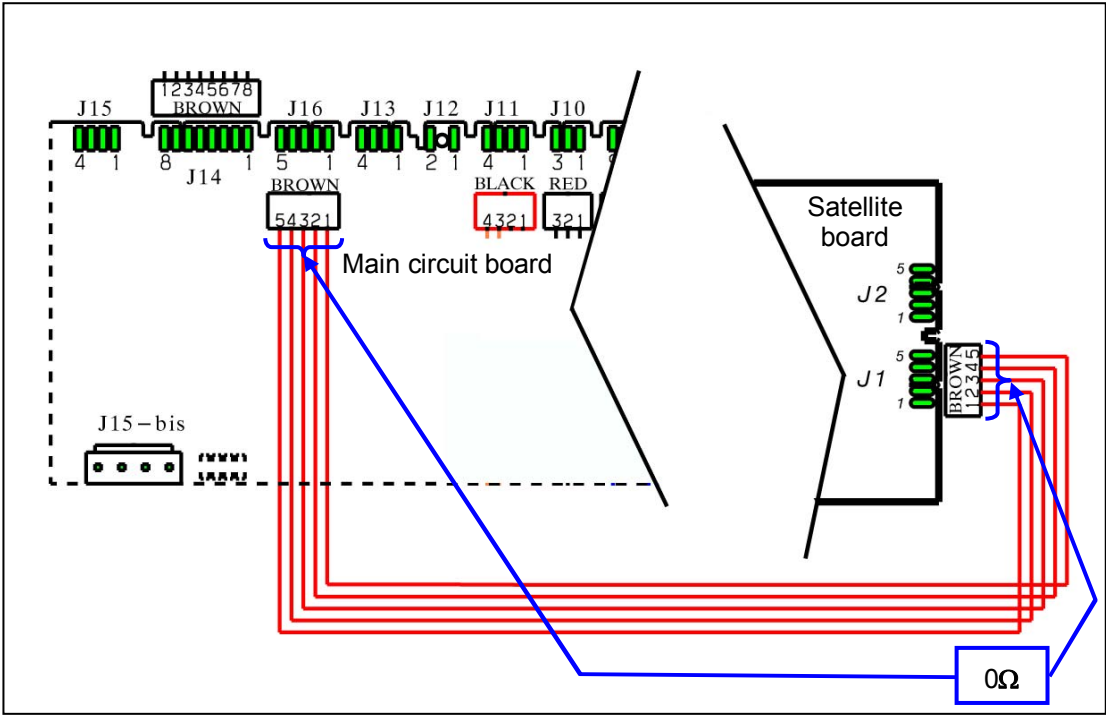 12345678
BROWN
J15
J16
J13
J12
J11
J10
4 1
8 1
5 1
4 1
2 1
4 1
3 1
J14
BROWN
BLACK
RED
54321
4321
321
Main circuit board
Satellite
board
5
J2
1
5
J1
1
BROWN
12345
J15-bis
0Ω